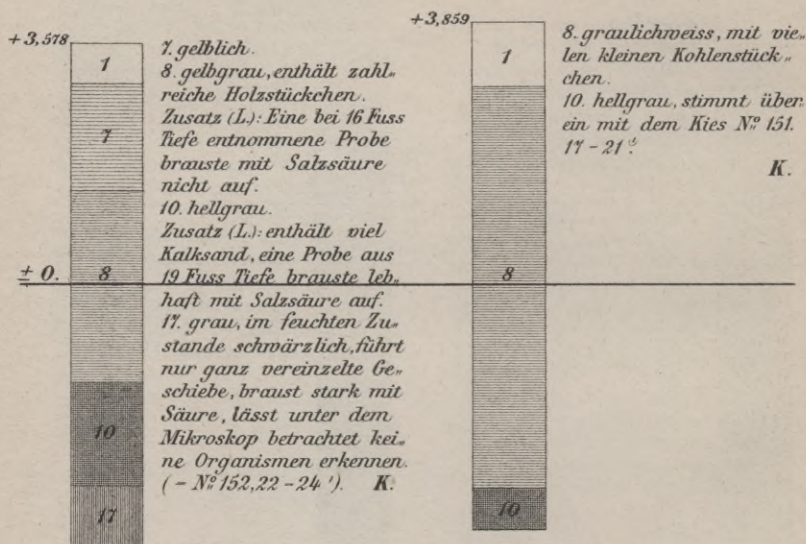 +3,578
1
7
± 0.
8
10
17
7. gelblich.
8. gelbgrau, enthält zahl„
reiche Holzstückchen.
Zusatz (L.): Eine bei 16 Fuss
Tiefe entnommene Probe
brauste mit Salzsäure
nicht auf.
10. hellgrau.
Zusatz (L.): enthält viel
Kalksand, eine Probe aus
19 Fuss Tiefe brauste leb„
haft mit Salzsäure auf.
17. grau, im feuchten Zu„
stande schwärzlich, führt
nur ganz vereinzelte Ge„
schiebe, braust stark mit
Säure, lässt unter dem
Mikroskop betrachtet kei„
ne Organismen erkennen.
(– Nº 152, 22 – 24 '). K.
+3,859
1
8
10
8. graulichweiss, mit vie„
len kleinen Kohlenstück„
chen.
10. hellgrau, stimmt über„
ein mit dem Kies Nº 151.
17 – 21'.
K.